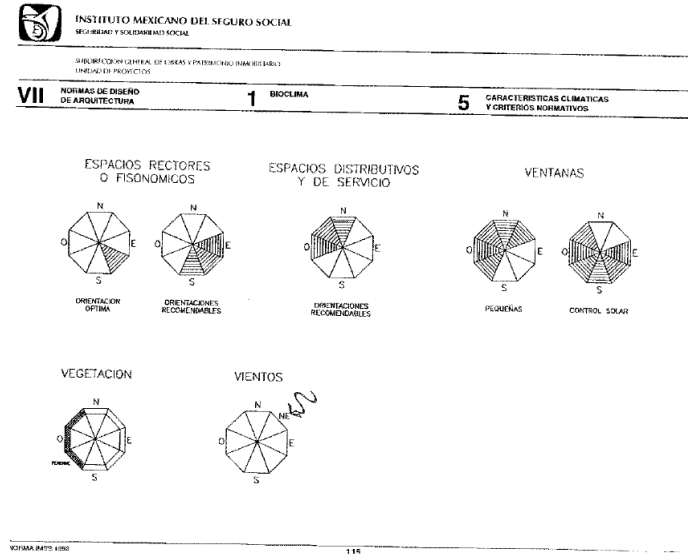 INSTITUTO MEXICANO DEL SEGURO SOCIAL
SEGURIDAD Y SOLIDARIDAD SOCIAL
SUBDIRECCION GENERAL DE OBRAS Y PATRIMONIO INMOBILIARIO
UNIDAD DE PROYECTOS
VII NORMAS DE DISEÑO DE ARQUITECTURA
1 BIOCLIMA
5 CARACTERISTICAS CLIMATICAS Y CRITERIOS NORMATIVOS
ESPACIOS RECTORES
O FISONOMICOS
N
O E
S
ORIENTACION
OPTIMA
N
O E
S
ORIENTACIONES
RECOMENDABLES
ESPACIOS DISTRIBUTIVOS
Y DE SERVICIO
N
O E
S
ORIENTACIONES
RECOMENDABLES
VENTANAS
N
O E
S
PEQUEÑAS
N
O E
S
CONTROL SOLAR
VEGETACION
N
O E
PERENNE
S
VIENTOS
N
NE
O E
S
NORMA IMSS 1993
115